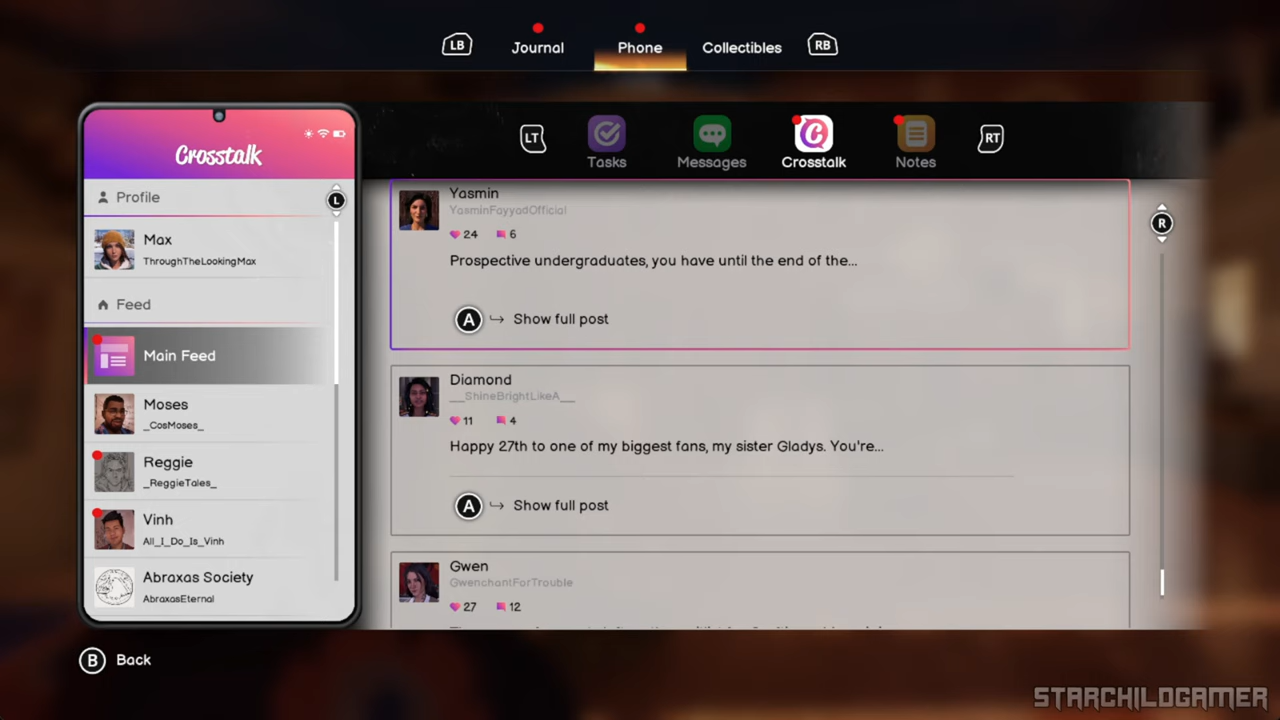 LB
Journal
Phone
Collectibles
RB
Crosstalk
LT
Tasks
Messages
Crosstalk
Notes
RT
Profile
L
Max
ThroughTheLookingMax
Feed
Main Feed
Moses
_CosMoses_
Reggie
_ReggieTales_
Vinh
All_I_Do_Is_Vinh
Abraxas Society
AbraxasEternal
Yasmin
YasminFayyadOfficial
24 6
Prospective undergraduates, you have until the end of the...
A Show full post
R
Diamond
___ShineBrightLikeA___
11 4
Happy 27th to one of my biggest fans, my sister Gladys. You're...
A Show full post
Gwen
GwenchantForTrouble
27 12
B Back
STARCHILDGAMER